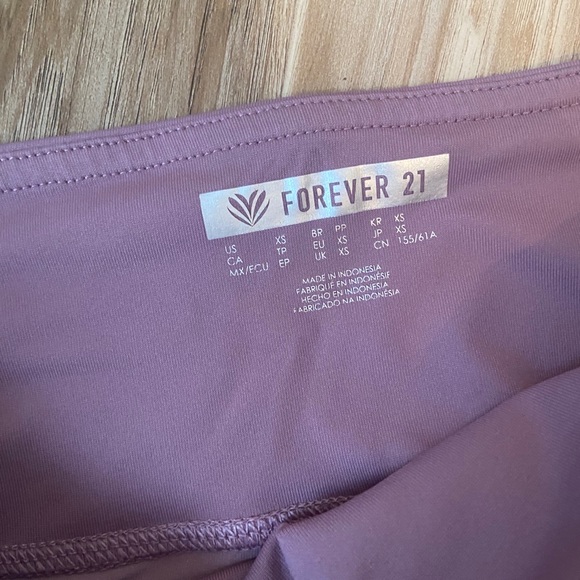 FOREVER 21
US XS BR PP KR XS
CA TP EU XS JP XS
MX/ECU EP UK XS CN 155/61A
MADE IN INDONESIA
FABRIQUÉ EN INDONÉSIE
HECHO EN INDONESIA
FABRICADO NA INDONÉSIA